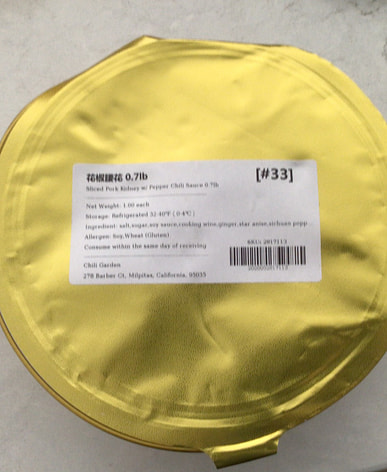 花椒腰花 0.7lb
[#33]
Sliced Pork Kidney w/ Pepper Chili Sauce 0.7lb
Net Weight: 1.00 each
Storage: Refrigerated 32-40℉ ( 0-4℃)
Ingredient: salt,sugar,soy sauce,cooking wine,ginger,star anise,sichuan pepp...
Allergen: Soy,Wheat (Gluten)
Consume within the same day of receiving
Chili Garden
278 Barber Ct, Milpitas, California, 95035